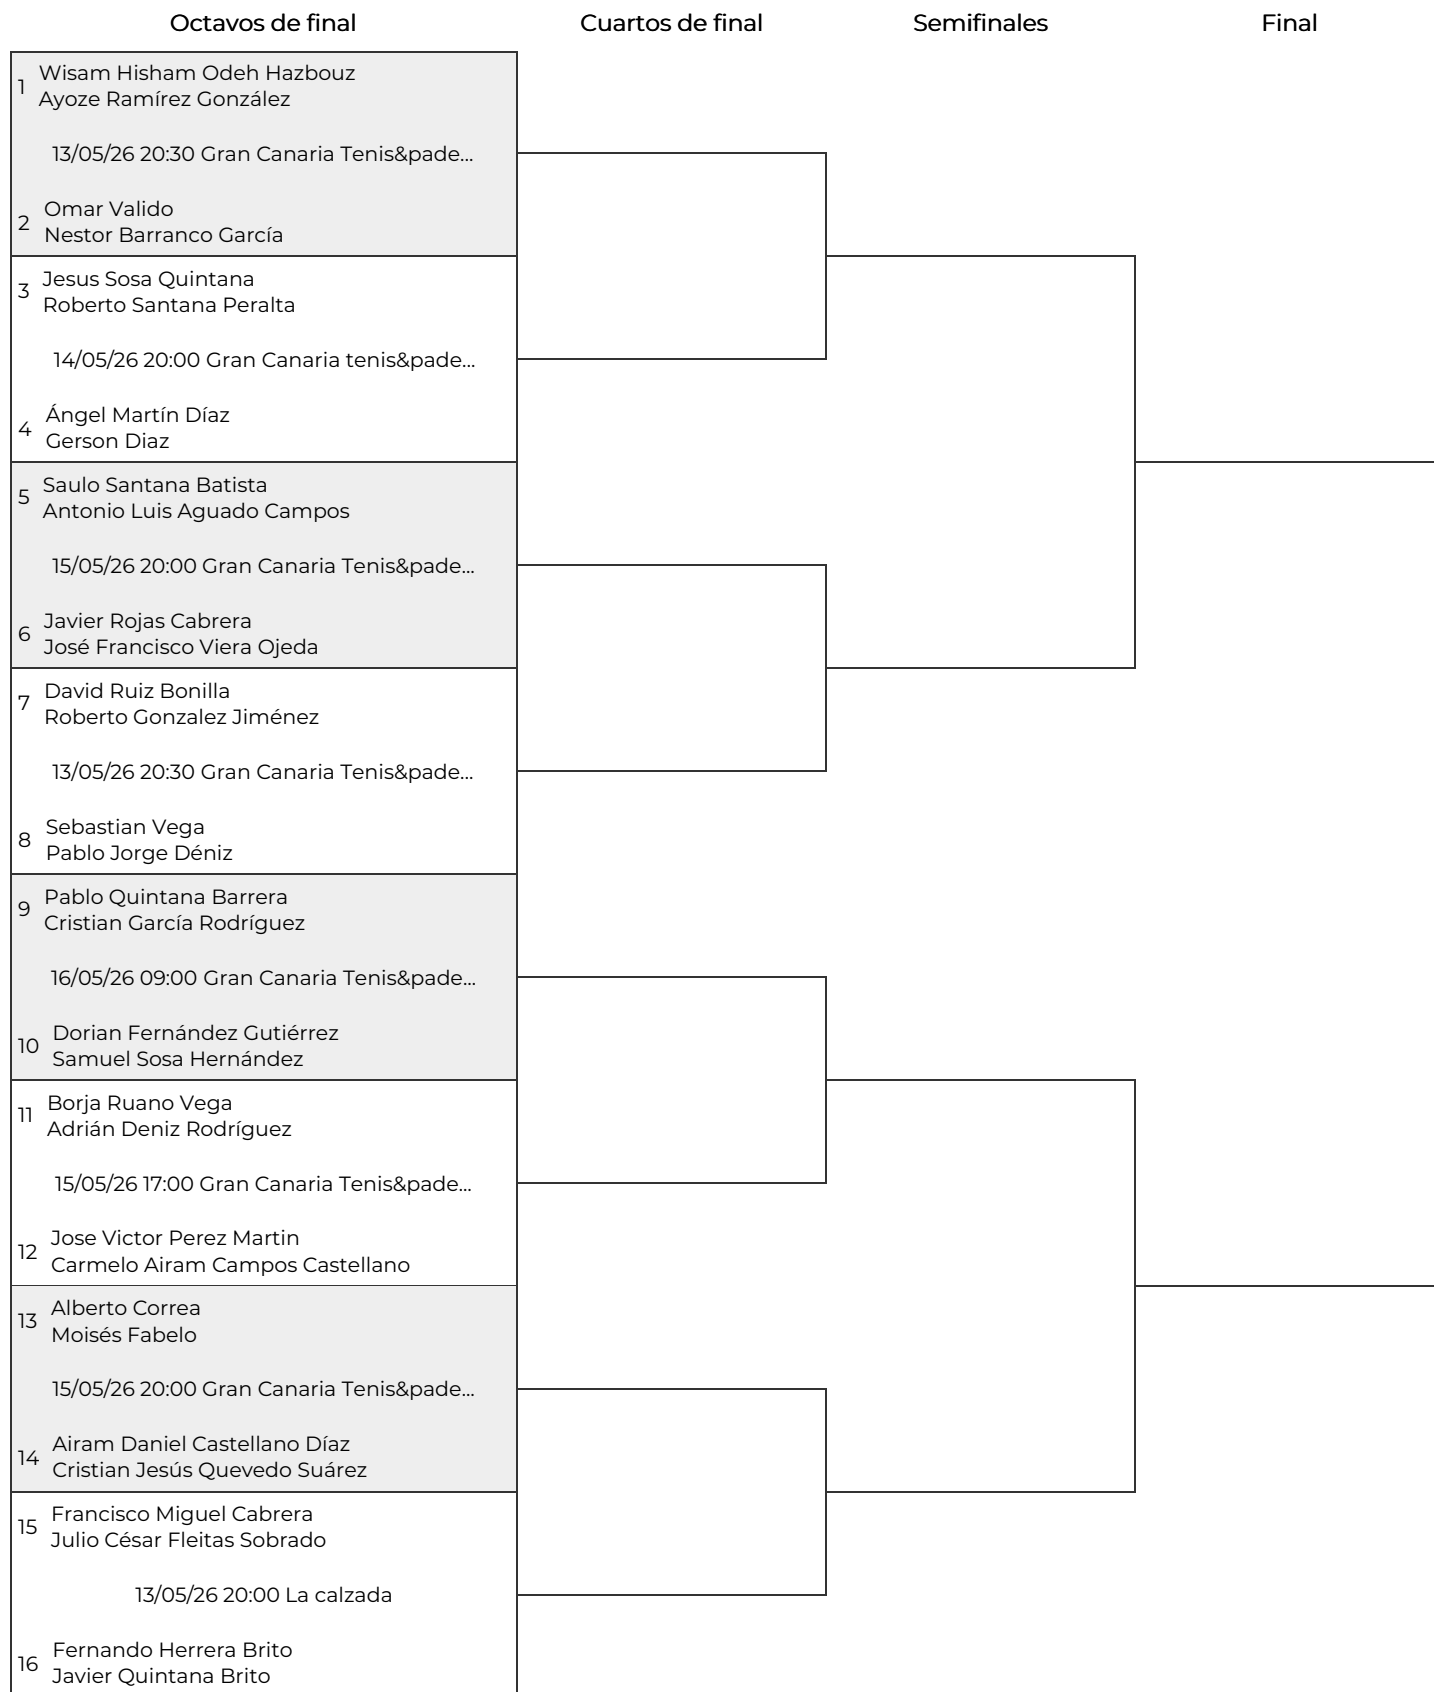 Octavos de final
Cuartos de final
Semifinales
Final
1
Wisam Hisham Odeh Hazbouz
Ayoze Ramírez González
13/05/26 20:30 Gran Canaria Tenis&pade...
2
Omar Valido
Nestor Barranco García
3
Jesus Sosa Quintana
Roberto Santana Peralta
14/05/26 20:00 Gran Canaria tenis&pade...
4
Ángel Martín Díaz
Gerson Diaz
5
Saulo Santana Batista
Antonio Luis Aguado Campos
15/05/26 20:00 Gran Canaria Tenis&pade...
6
Javier Rojas Cabrera
José Francisco Viera Ojeda
7
David Ruiz Bonilla
Roberto Gonzalez Jiménez
13/05/26 20:30 Gran Canaria Tenis&pade...
8
Sebastian Vega
Pablo Jorge Déniz
9
Pablo Quintana Barrera
Cristian García Rodríguez
16/05/26 09:00 Gran Canaria Tenis&pade...
10
Dorian Fernández Gutiérrez
Samuel Sosa Hernández
11
Borja Ruano Vega
Adrián Deniz Rodríguez
15/05/26 17:00 Gran Canaria Tenis&pade...
12
Jose Victor Perez Martin
Carmelo Airam Campos Castellano
13
Alberto Correa
Moisés Fabelo
15/05/26 20:00 Gran Canaria Tenis&pade...
14
Airam Daniel Castellano Díaz
Cristian Jesús Quevedo Suárez
15
Francisco Miguel Cabrera
Julio César Fleitas Sobrado
13/05/26 20:00 La calzada
16
Fernando Herrera Brito
Javier Quintana Brito